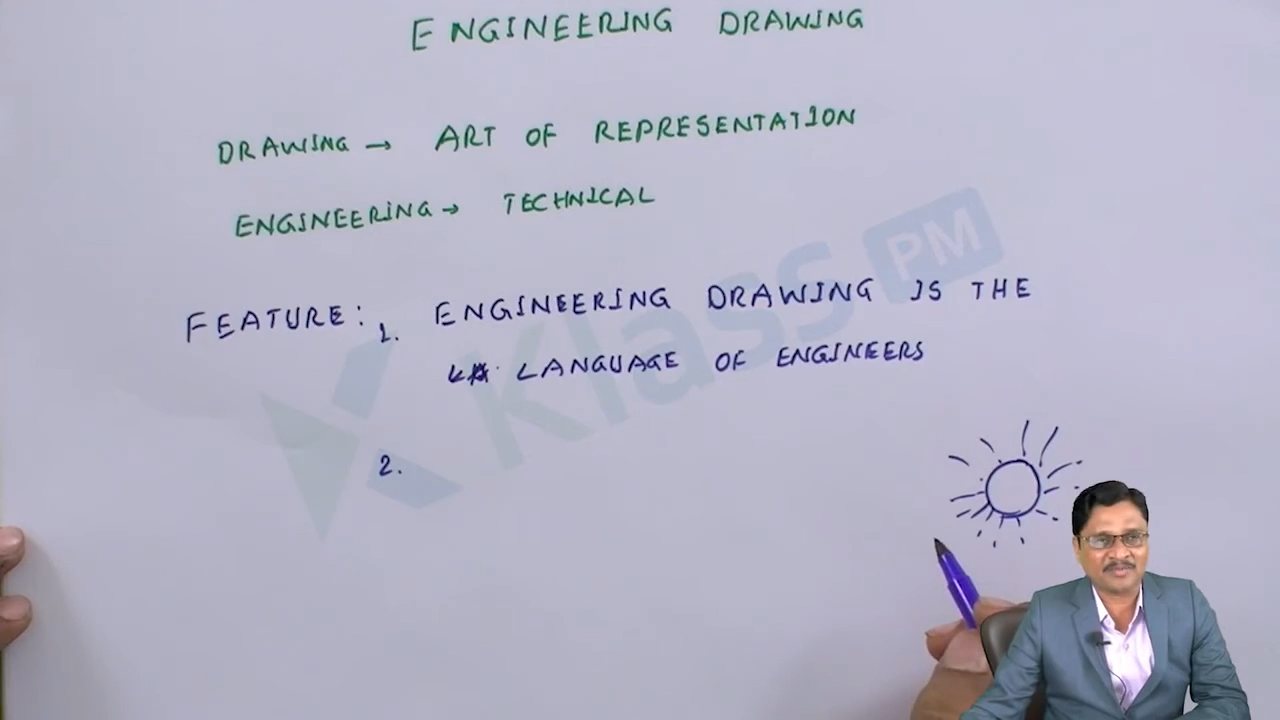 ENGINEERING DRAWING
DRAWING → ART OF REPRESENTATION
ENGINEERING → TECHNICAL
FEATURE: 1. ENGINEERING DRAWING IS THE
LANGUAGE OF ENGINEERS
2.
Klass PM